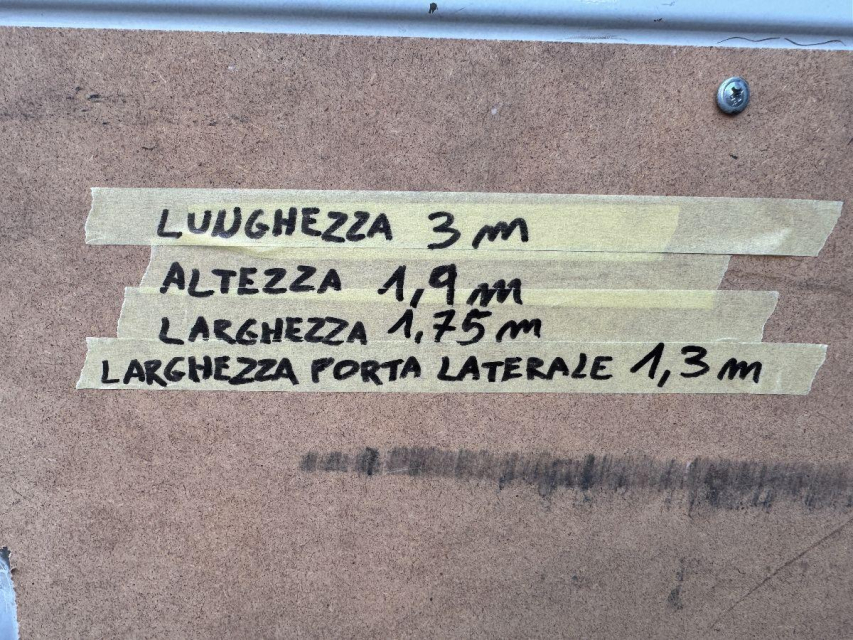 LUNGHEZZA 3 m
ALTEZZA 1,9 m
LARGHEZZA 1,75 m
LARGHEZZA PORTA LATERALE 1,3 m